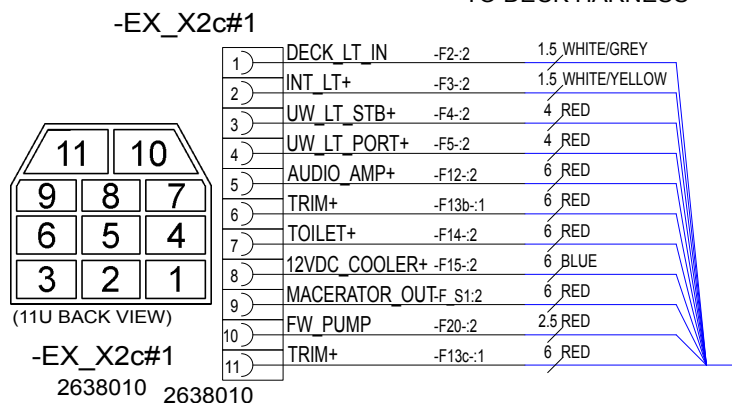 -EX_X2c#1
1 DECK_LT_IN -F2-:2 1.5 WHITE/GREY
2 INT_LT+ -F3-:2 1.5 WHITE/YELLOW
3 UW_LT_STB+ -F4-:2 4 RED
4 UW_LT_PORT+ -F5-:2 4 RED
5 AUDIO_AMP+ -F12-:2 6 RED
6 TRIM+ -F13b-:1 6 RED
7 TOILET+ -F14-:2 6 RED
8 12VDC_COOLER+ -F15-:2 6 BLUE
9 MACERATOR_OUT -F_S1:2 6 RED
10 FW_PUMP -F20-:2 2.5 RED
11 TRIM+ -F13c-:1 6 RED
11 10
9 8 7
6 5 4
3 2 1
(11U BACK VIEW)
-EX_X2c#1
2638010 2638010